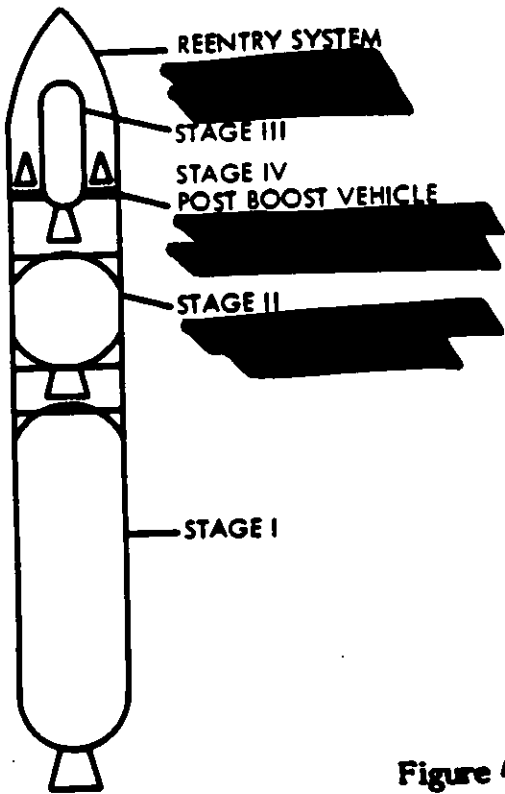 REENTRY SYSTEM
STAGE III
STAGE IV
POST BOOST VEHICLE
STAGE II
STAGE I
Figure